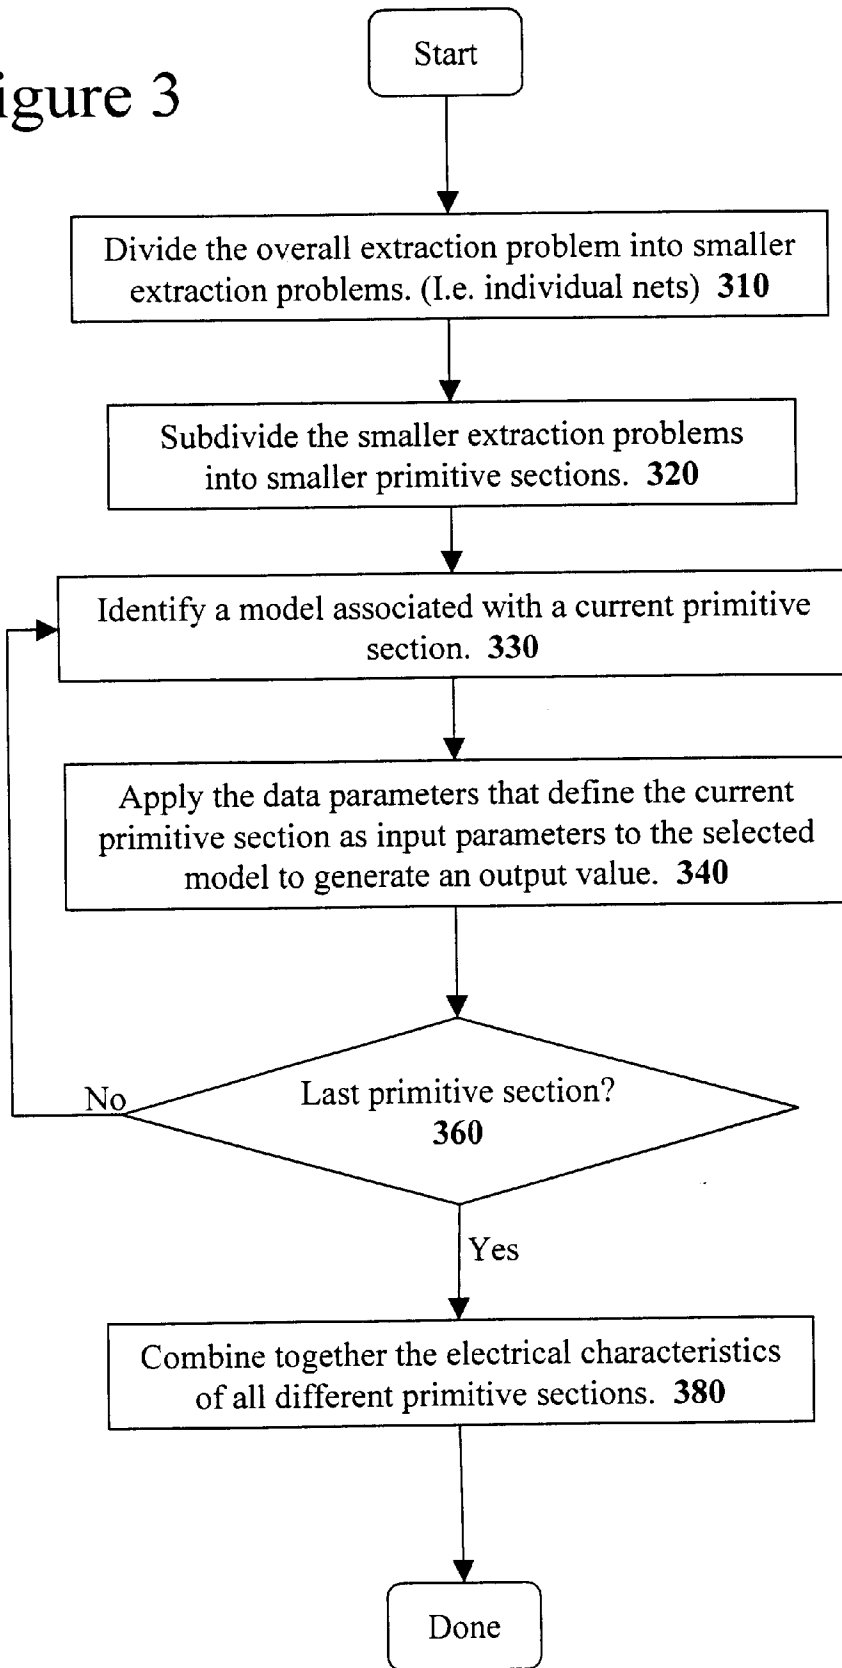 Start
igure 3
Divide the overall extraction problem into smaller
extraction problems. (I.e. individual nets) 310
Subdivide the smaller extraction problems
into smaller primitive sections. 320
Identify a model associated with a current primitive
section. 330
Apply the data parameters that define the current
primitive section as input parameters to the selected
model to generate an output value. 340
Last primitive section?
360
No
Yes
Combine together the electrical characteristics
of all different primitive sections. 380
Done